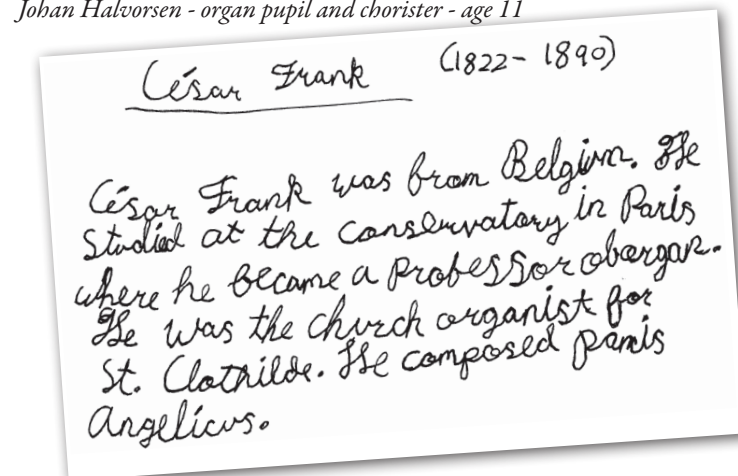 Johan Halvorsen - organ pupil and chorister - age 11
César Frank (1822 - 1890)
César Frank was from Belgium. He
studied at the conservatory in Paris
where he became a professor of organ.
He was the church organist for
St. Clothilde. He composed panis
Angelicus.